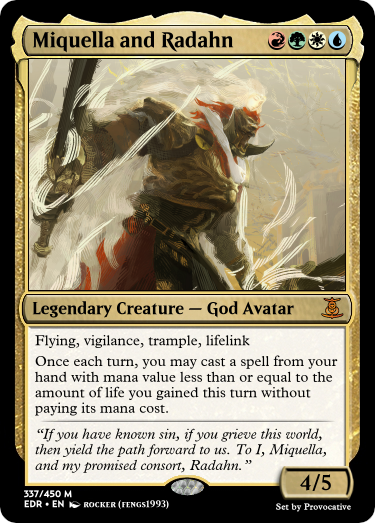 Miquella and Radahn
Legendary Creature — God Avatar
Flying, vigilance, trample, lifelink
Once each turn, you may cast a spell from your
hand with mana value less than or equal to the
amount of life you gained this turn without
paying its mana cost.
“If you have known sin, if you grieve this world,
then yield the path forward to us. To I, Miquella,
and my promised consort, Radahn.”
4/5
337/450 M
EDR • EN ROCKER (FENGS1993)
Set by Provocative